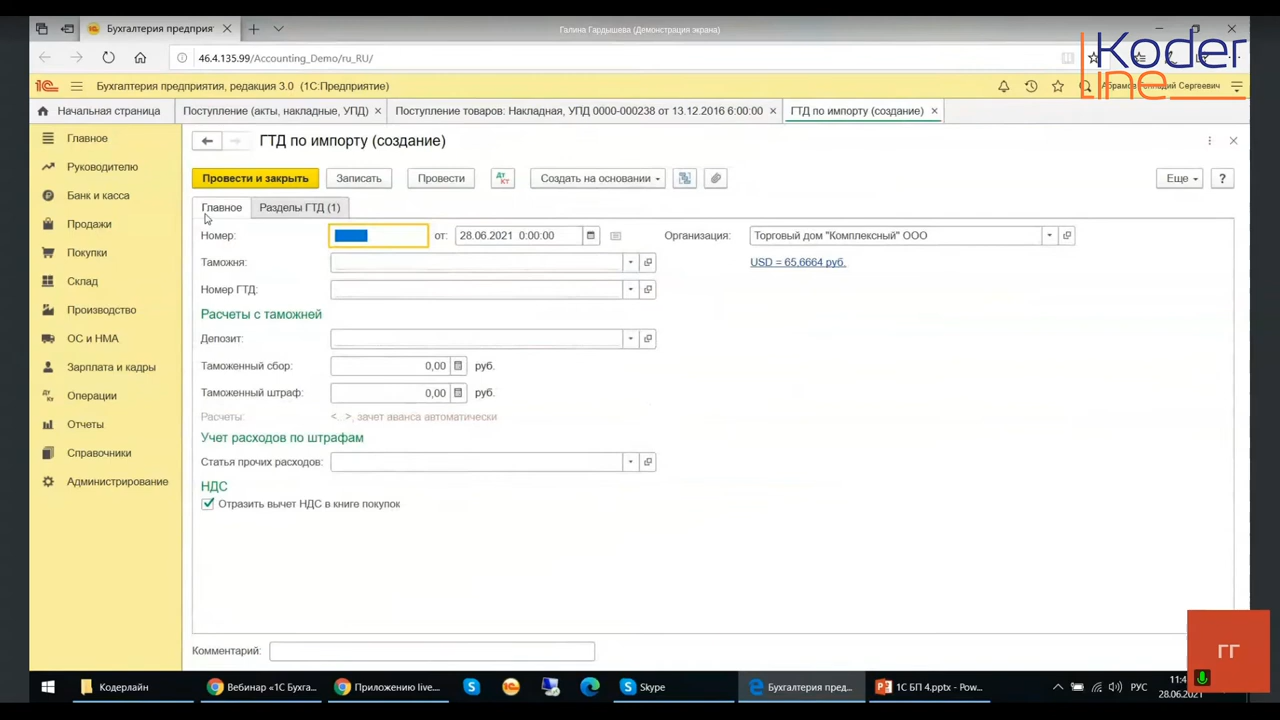 Бухгалтерия предприят
Галина Гардышева (Демонстрация экрана)
46.4.135.99/Accounting_Demo/ru_RU/
Koder Line
1С Бухгалтерия предприятия, редакция 3.0 (1С:Предприятие)
Сергеевич
Начальная страница Поступление (акты, накладные, УПД) Поступление товаров: Накладная, УПД 0000-000238 от 13.12.2016 6:00:00 ГТД по импорту (создание)
Главное
Руководителю
Банк и касса
Продажи
Покупки
Склад
Производство
ОС и НМА
Зарплата и кадры
Операции
Отчеты
Справочники
Администрирование
ГТД по импорту (создание)
Провести и закрыть Записать Провести Дт Кт Создать на основании Еще ?
Главное Разделы ГТД (1)
Номер: от: 28.06.2021 0:00:00 Организация: Торговый дом "Комплексный" ООО
Таможня: USD = 65,6664 руб.
Номер ГТД:
Расчеты с таможней
Депозит:
Таможенный сбор: 0,00 руб.
Таможенный штраф: 0,00 руб.
Расчеты: <. >, зачет аванса автоматически
Учет расходов по штрафам
Статья прочих расходов:
НДС
Отразить вычет НДС в книге покупок
Комментарий:
ГГ
Кодерлайн Вебинар «1С Бухга... Приложению live... Skype Бухгалтерия пред... 1С БП 4.pptx - Pow... РУС
11:4
28.06.2021